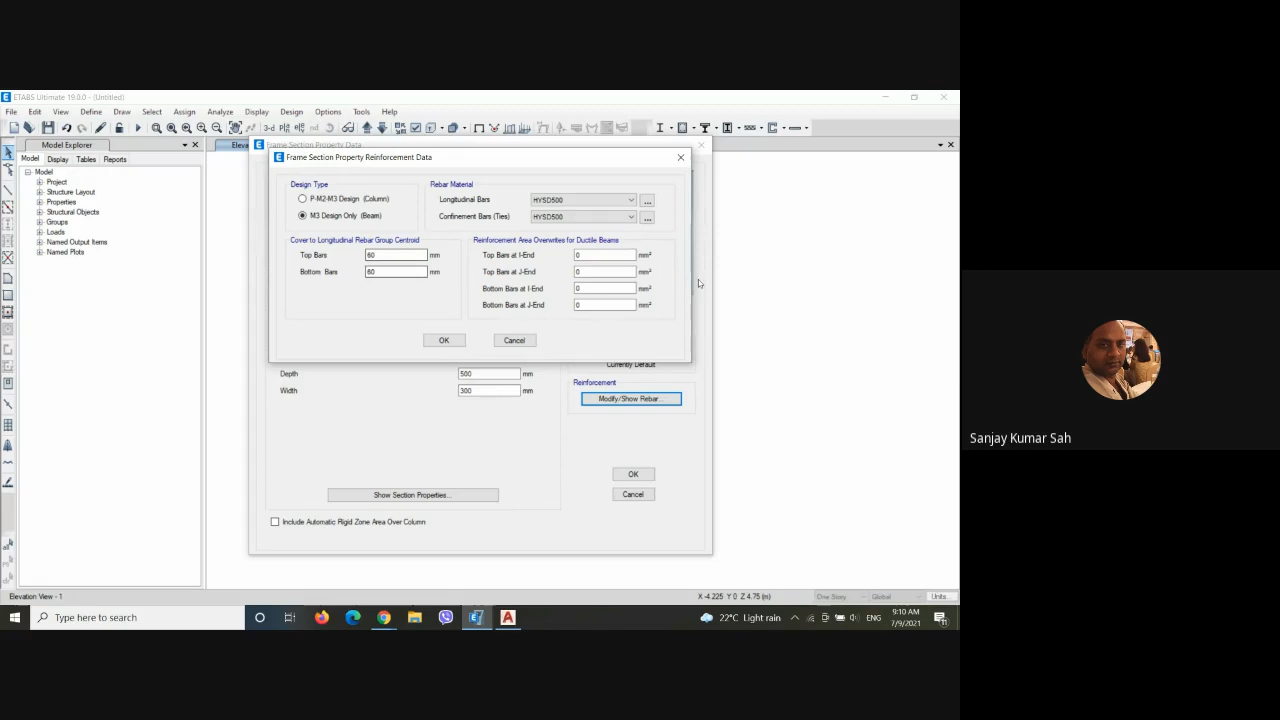 ETABS Ultimate 19.0.0 - (Untitled)
File Edit View Define Draw Select Assign Analyze Display Design Options Tools Help
3-d
Model Explorer
Eleva
Frame Section Property Data
Model Display Tables Reports
Model
Project
Structure Layout
Properties
Structural Objects
Groups
Loads
Named Output Items
Named Plots
Frame Section Property Reinforcement Data
Design Type
P-M2-M3 Design (Column)
M3 Design Only (Beam)
Rebar Material
Longitudinal Bars HYSD500 ...
Confinement Bars (Ties) HYSD500 ...
Cover to Longitudinal Rebar Group Centroid
Top Bars 60 mm
Bottom Bars 60 mm
Reinforcement Area Overwrites for Ductile Beams
Top Bars at I-End 0 mm²
Top Bars at J-End 0 mm²
Bottom Bars at I-End 0 mm²
Bottom Bars at J-End 0 mm²
OK Cancel
Currently Default
Depth 500 mm
Width 300 mm
Reinforcement
Modify/Show Rebar...
OK
Cancel
Show Section Properties...
Include Automatic Rigid Zone Area Over Column
Elevation View - 1
X -4.225 Y 0 Z 4.75 (m)
One Story
Global
Units...
Type here to search
22°C Light rain
ENG
9:10 AM
7/9/2021
11
Sanjay Kumar Sah